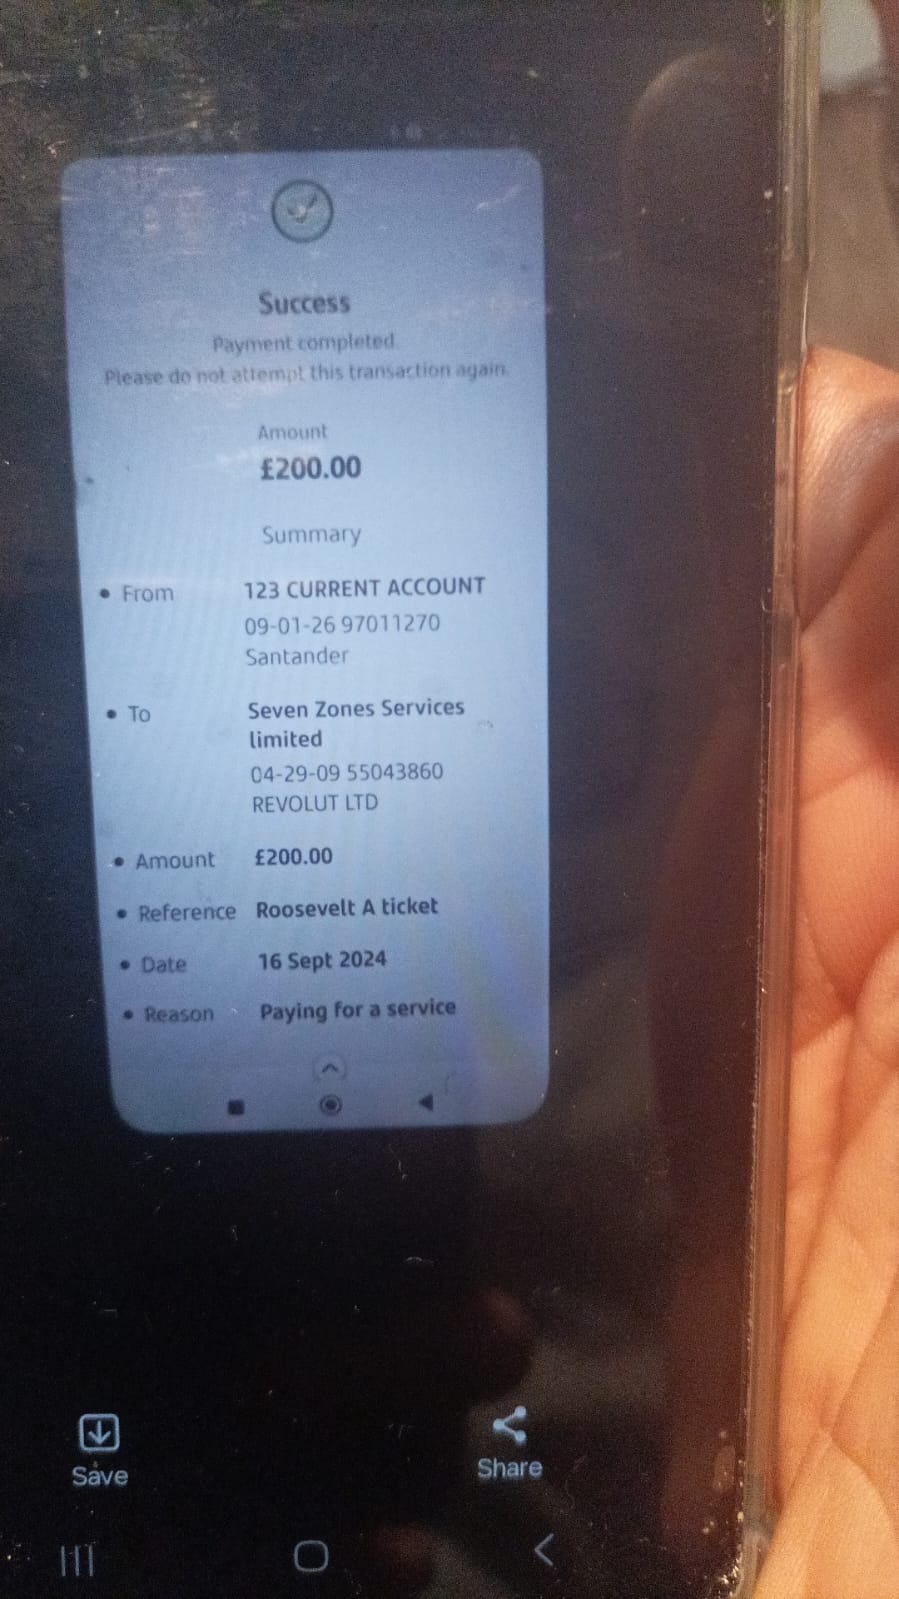 Success
Payment completed.
Please do not attempt this transaction again.
Amount
£200.00
Summary
• From 123 CURRENT ACCOUNT
09-01-26 97011270
Santander
• To Seven Zones Services
limited
04-29-09 55043860
REVOLUT LTD
• Amount £200.00
• Reference Roosevelt A ticket
• Date 16 Sept 2024
• Reason Paying for a service
Save Share